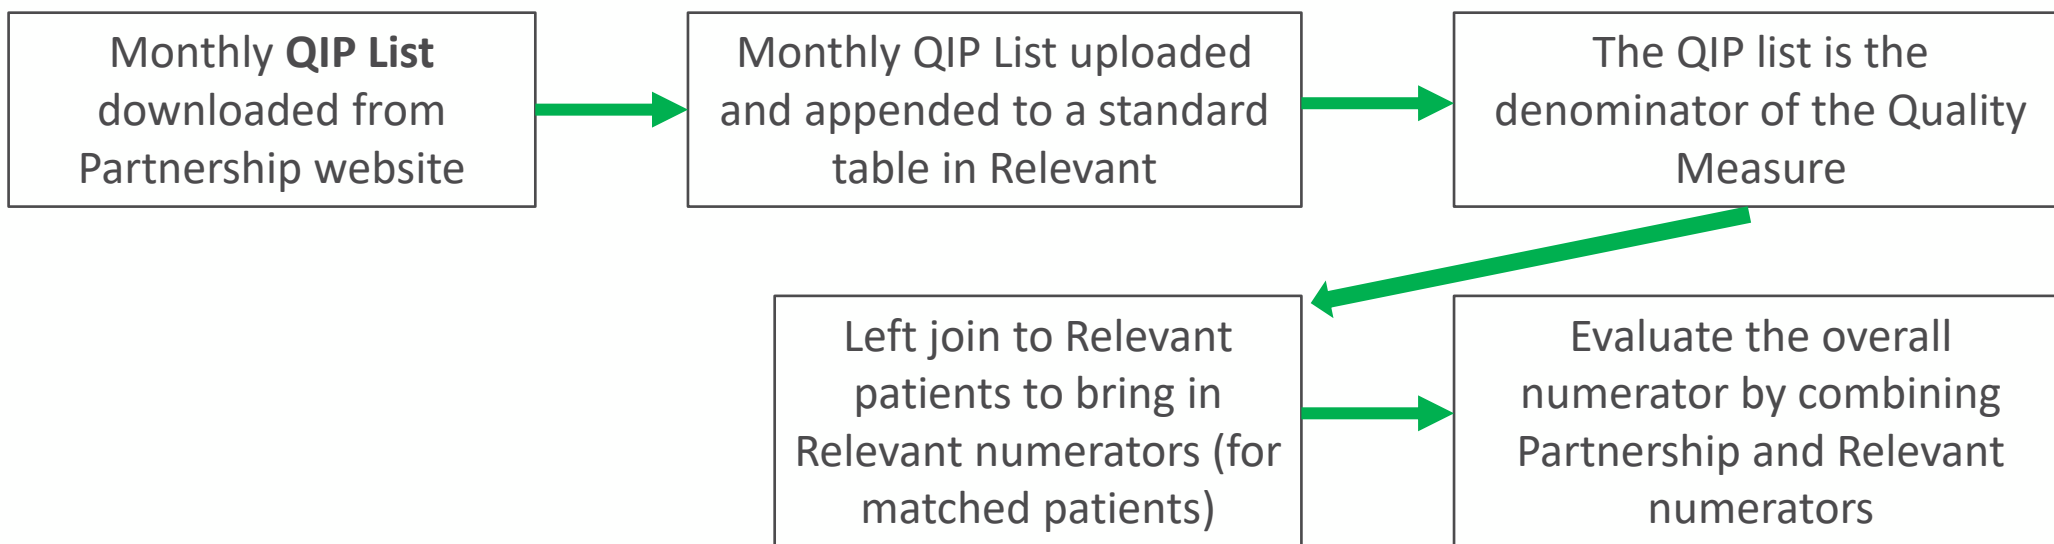 Monthly QIP List
downloaded from
Partnership website
Monthly QIP List uploaded
and appended to a standard
table in Relevant
The QIP list is the
denominator of the Quality
Measure
Left join to Relevant
patients to bring in
Relevant numerators (for
matched patients)
Evaluate the overall
numerator by combining
Partnership and Relevant
numerators